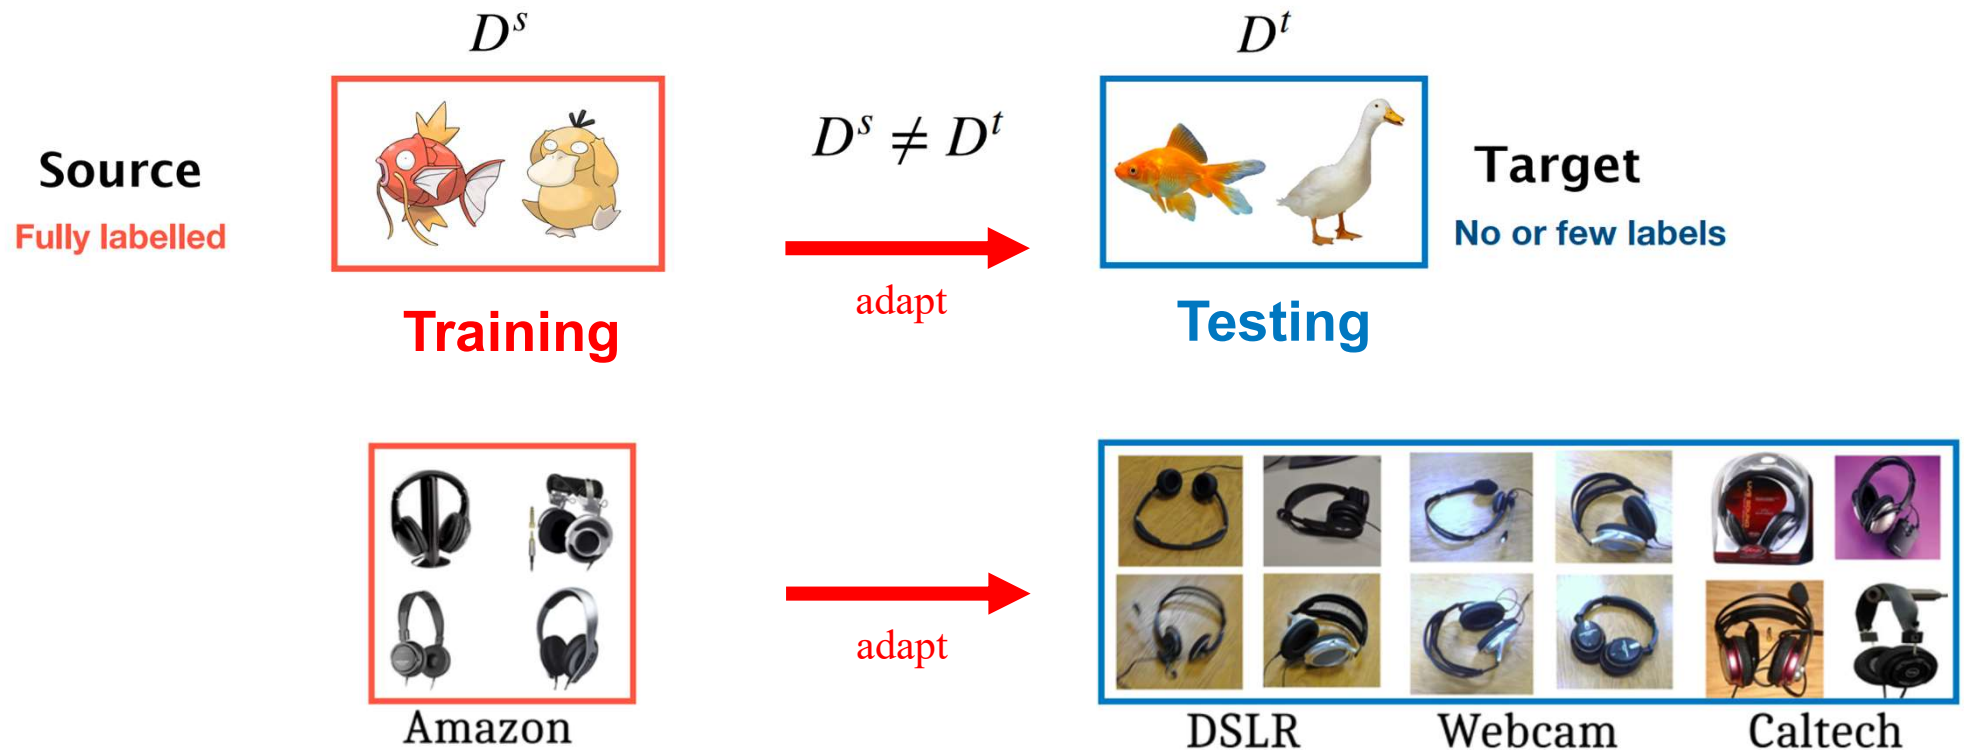 D^s
D^t
D^s ≠ D^t
Source
Fully labelled
Target
No or few labels
adapt
Training
Testing
adapt
Amazon
DSLR
Webcam
Caltech